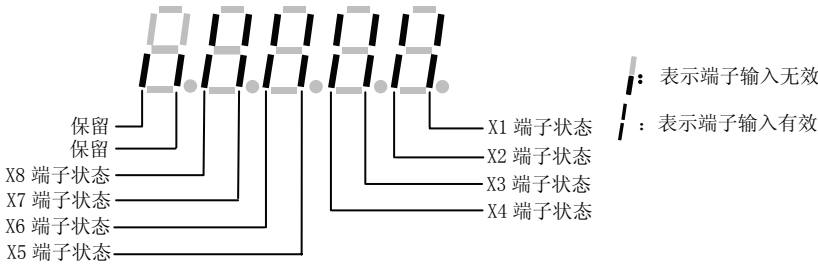 ：表示端子输入无效
：表示端子输入有效
保留
保留
X8 端子状态
X7 端子状态
X6 端子状态
X5 端子状态
X1 端子状态
X2 端子状态
X3 端子状态
X4 端子状态